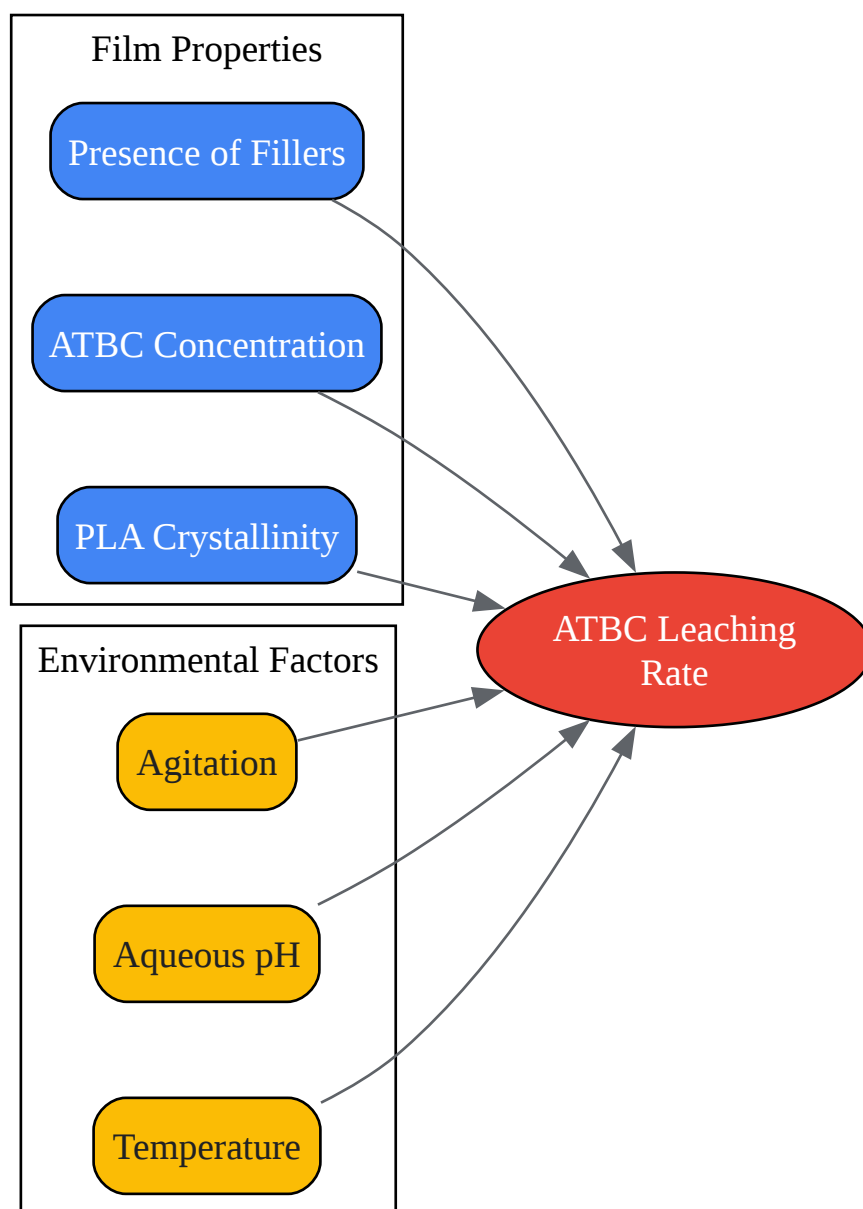 Film Properties
Presence of Fillers
ATBC Concentration
PLA Crystallinity
ATBC Leaching
Rate
Environmental Factors
Agitation
Aqueous pH
Temperature